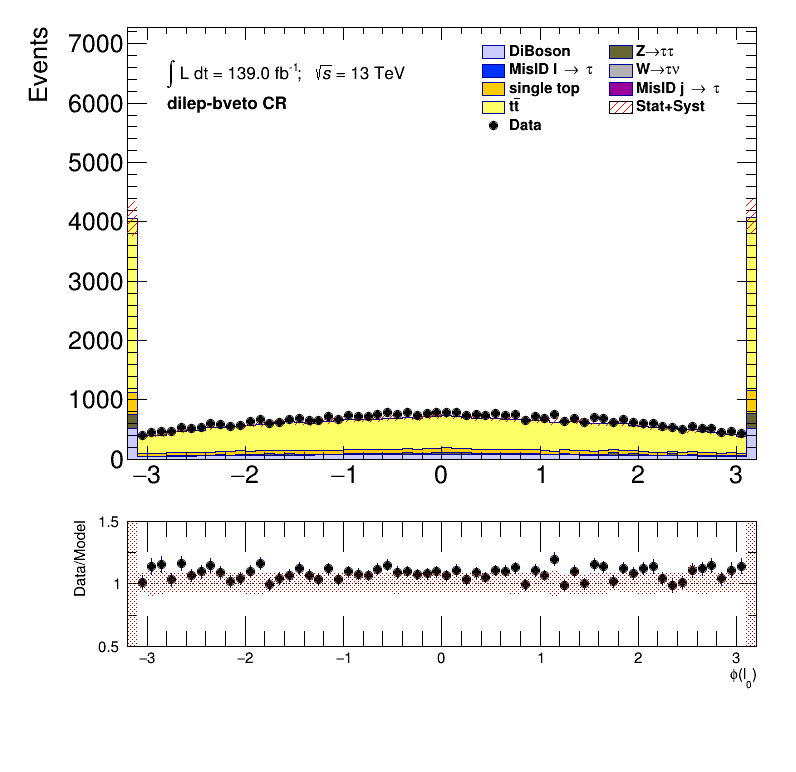 Events
7000
6000
5000
4000
3000
2000
1000
0
∫ L dt = 139.0 fb⁻¹; √s = 13 TeV
dilep-bveto CR
DiBoson
MisID l → τ
single top
tt̄
Data
Z→ττ
W→τν
MisID j → τ
Stat+Syst
−3 −2 −1 0 1 2 3
Data/Model
1.5
1
0.5
−3 −2 −1 0 1 2 3
ϕ(l₀)